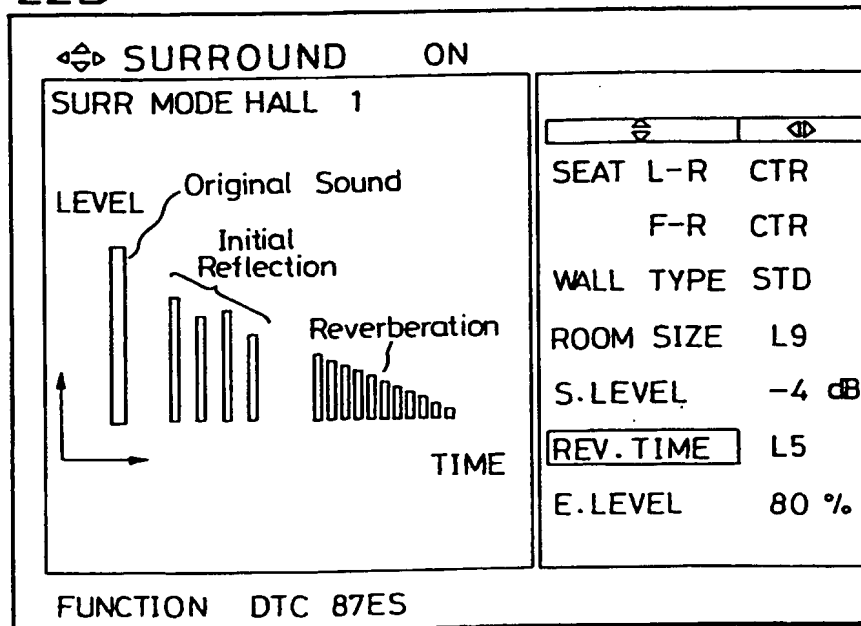 SURROUND ON
SURR MODE HALL 1
LEVEL
Original Sound
Initial
Reflection
Reverberation
TIME
SEAT L-R CTR
F-R CTR
WALL TYPE STD
ROOM SIZE L9
S.LEVEL -4 dB
REV.TIME L5
E.LEVEL 80 %
FUNCTION DTC 87ES